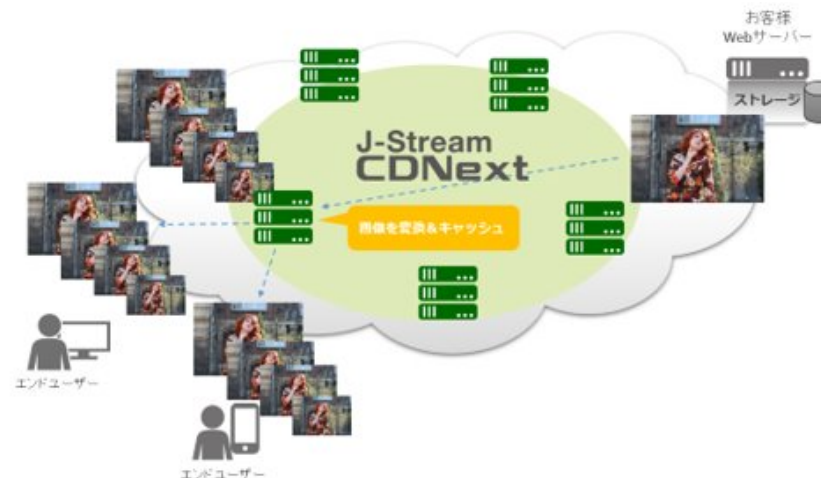 お客様
Webサーバー
ストレージ
J-Stream
CDNext
画像を変換&キャッシュ
エンドユーザー
エンドユーザー